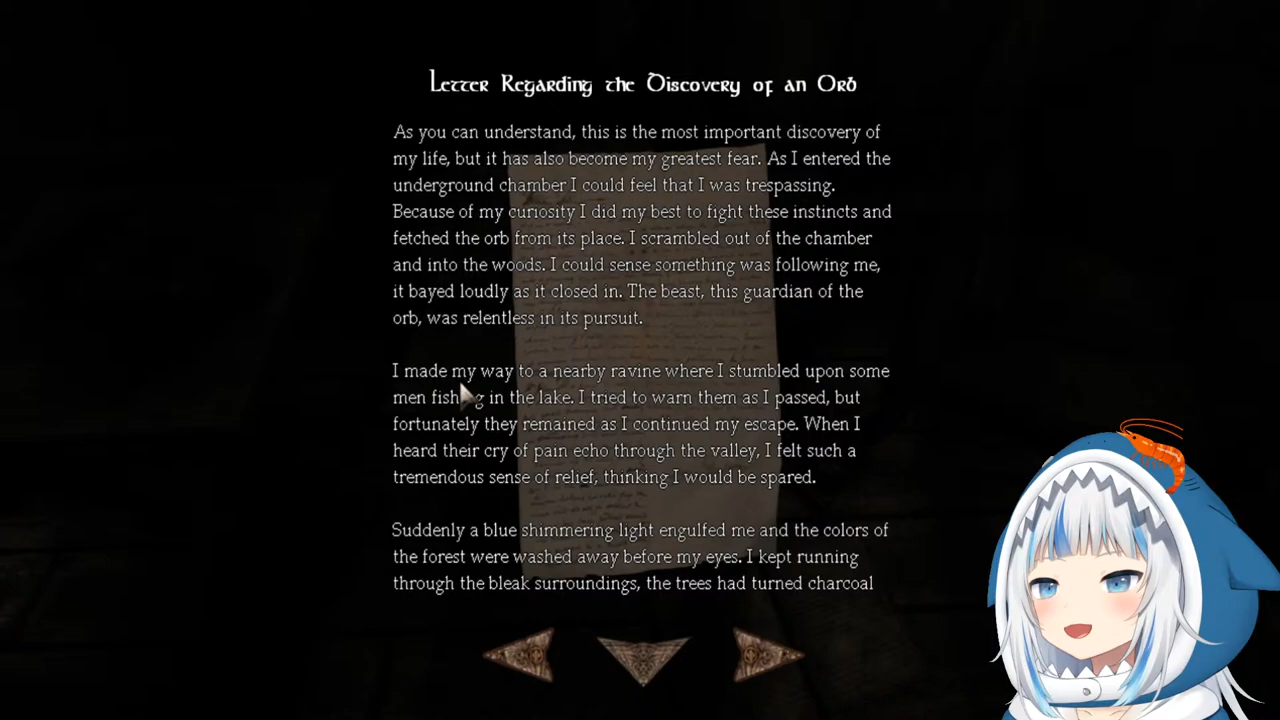 Letter Regarding the Discovery of an Orb
As you can understand, this is the most important discovery of
my life, but it has also become my greatest fear. As I entered the
underground chamber I could feel that I was trespassing.
Because of my curiosity I did my best to fight these instincts and
fetched the orb from its place. I scrambled out of the chamber
and into the woods. I could sense something was following me,
it bayed loudly as it closed in. The beast, this guardian of the
orb, was relentless in its pursuit.
I made my way to a nearby ravine where I stumbled upon some
men fishing in the lake. I tried to warn them as I passed, but
fortunately they remained as I continued my escape. When I
heard their cry of pain echo through the valley, I felt such a
tremendous sense of relief, thinking I would be spared.
Suddenly a blue shimmering light engulfed me and the colors of
the forest were washed away before my eyes. I kept running
through the bleak surroundings, the trees had turned charcoal